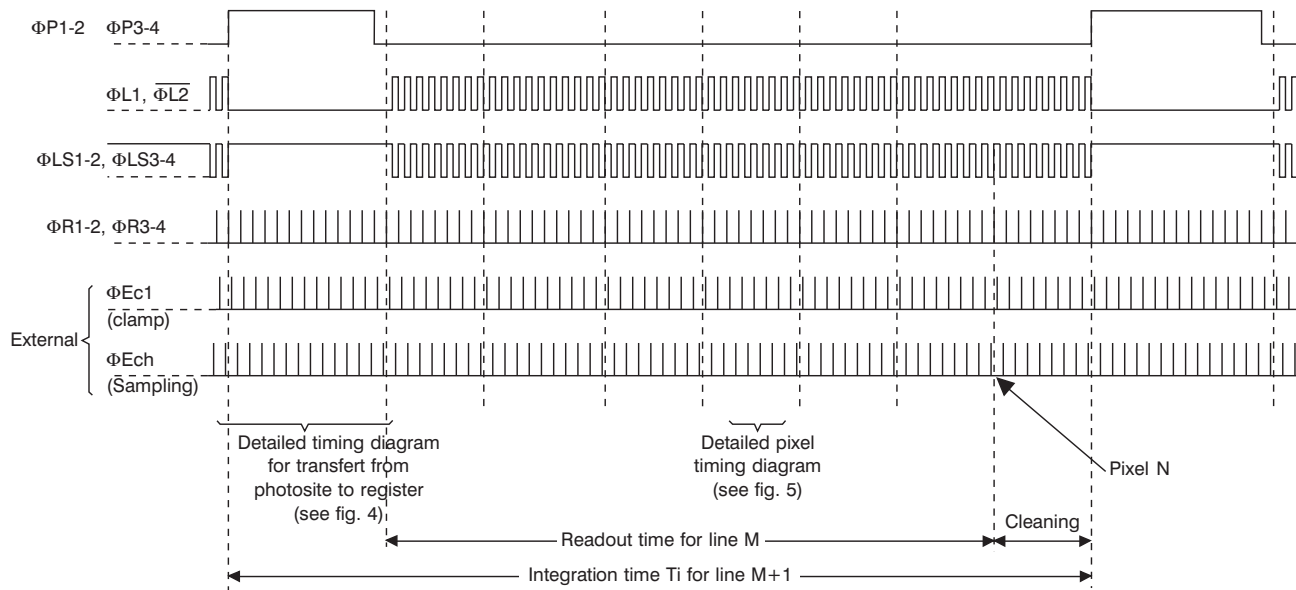 ΦP1-2 ΦP3-4
ΦL1, Φ̅L̅2̅
ΦLS1-2, ΦLS3-4
ΦR1-2, ΦR3-4
External
ΦEc1
(clamp)
ΦEch
(Sampling)
Detailed timing diagram
for transfert from
photosite to register
(see fig. 4)
Detailed pixel
timing diagram
(see fig. 5)
Pixel N
Cleaning
Readout time for line M
Integration time Ti for line M+1